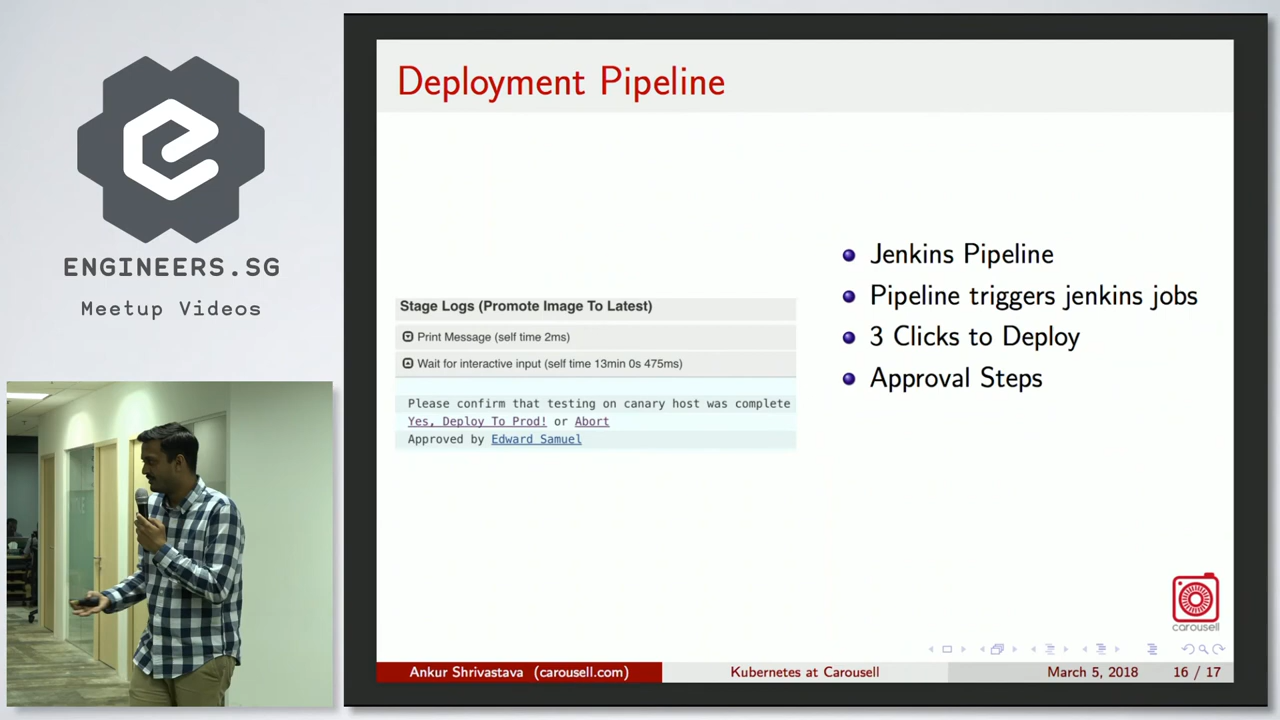 ENGINEERS.SG
Meetup Videos
Deployment Pipeline
Stage Logs (Promote Image To Latest)
Print Message (self time 2ms)
Wait for interactive input (self time 13min 0s 475ms)
Please confirm that testing on canary host was complete
Yes, Deploy To Prod! or Abort
Approved by Edward Samuel
Jenkins Pipeline
Pipeline triggers jenkins jobs
3 Clicks to Deploy
Approval Steps
carousell
Ankur Shrivastava (carousell.com) Kubernetes at Carousell March 5, 2018 16 / 17